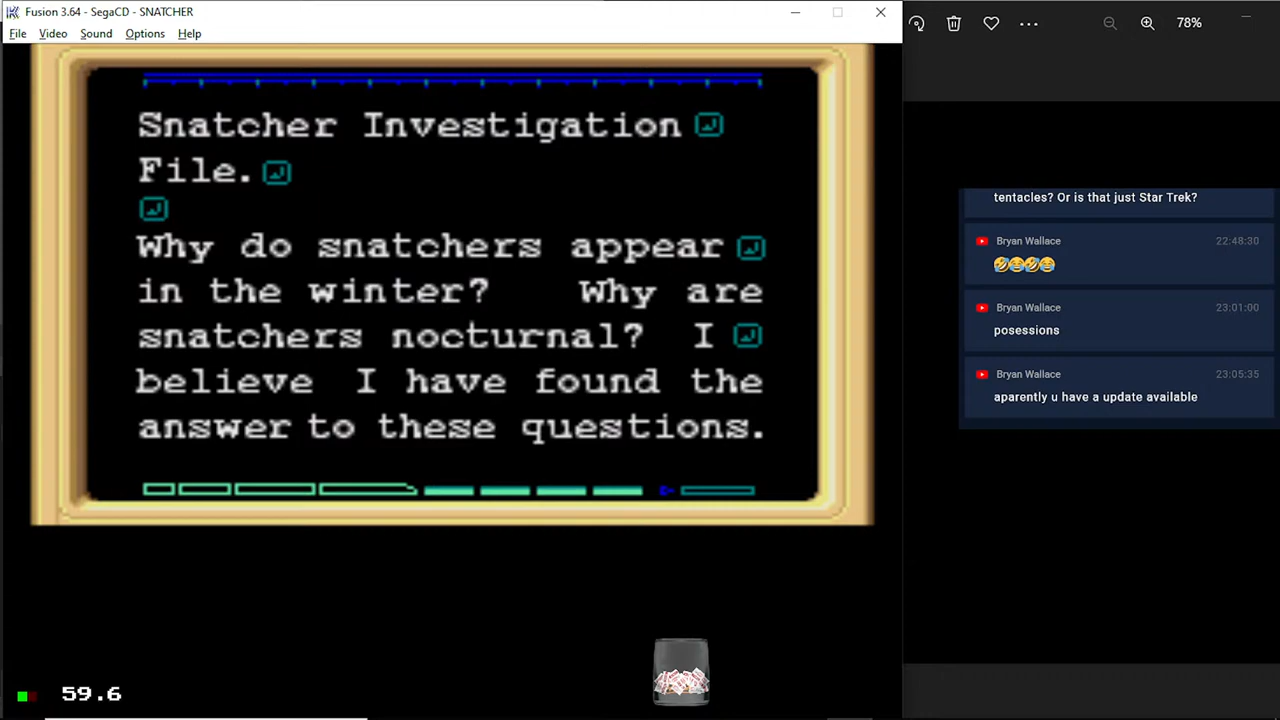 Fusion 3.64 - SegaCD - SNATCHER
File Video Sound Options Help
78%
Snatcher Investigation
File.
Why do snatchers appear
in the winter? Why are
snatchers nocturnal? I
believe I have found the
answer to these questions.
59.6
tentacles? Or is that just Star Trek?
Bryan Wallace 22:48:30
🤣😂🤣😂
Bryan Wallace 23:01:00
posessions
Bryan Wallace 23:05:35
aparently u have a update available